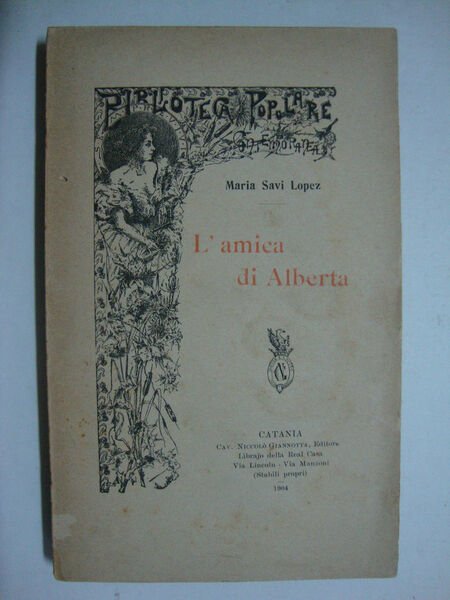 BIBLIOTECA POPOLARE
CONTEMPORANEA
Maria Savi Lopez
L'amica
di Alberta
CATANIA
Cav. Niccolò Giannotta, Editore
Librajo della Real Casa
Via Lincoln - Via Manzoni
(Stabili propri)
1904